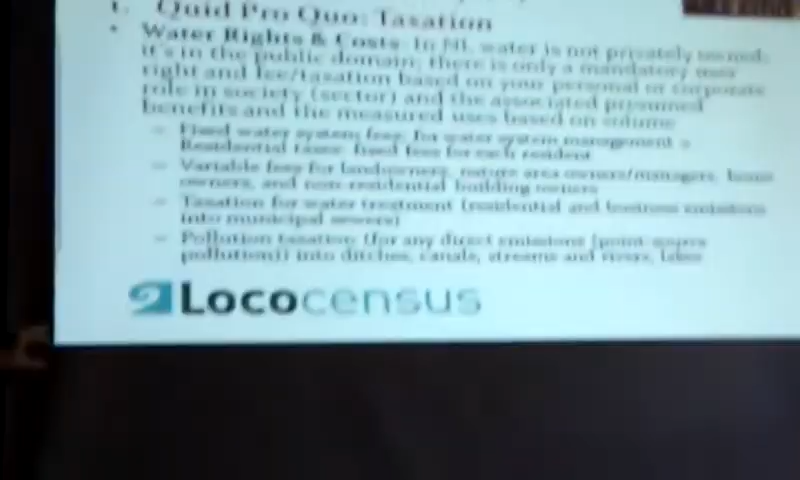 1. Quid Pro Quo: Taxation
• Water Rights & Costs: In NL water is not privately owned;
it's in the public domain; there is only a mandatory user
right and fee/taxation based on your personal or corporate
role in society (sector) and the associated presumed
benefits and the measured uses based on volume
– Fixed water system fees: for water system management
Residential taxes: fixed fees for each resident
– Variable fees for landowners, nature area owners/managers, home
owners, and non-residential building owners
– Taxation for water treatment (residential and business emissions
into municipal sewers)
– Pollution taxation (for any direct emissions (point-source
pollution)) into ditches, canals, streams and rivers, lakes
Lococensus